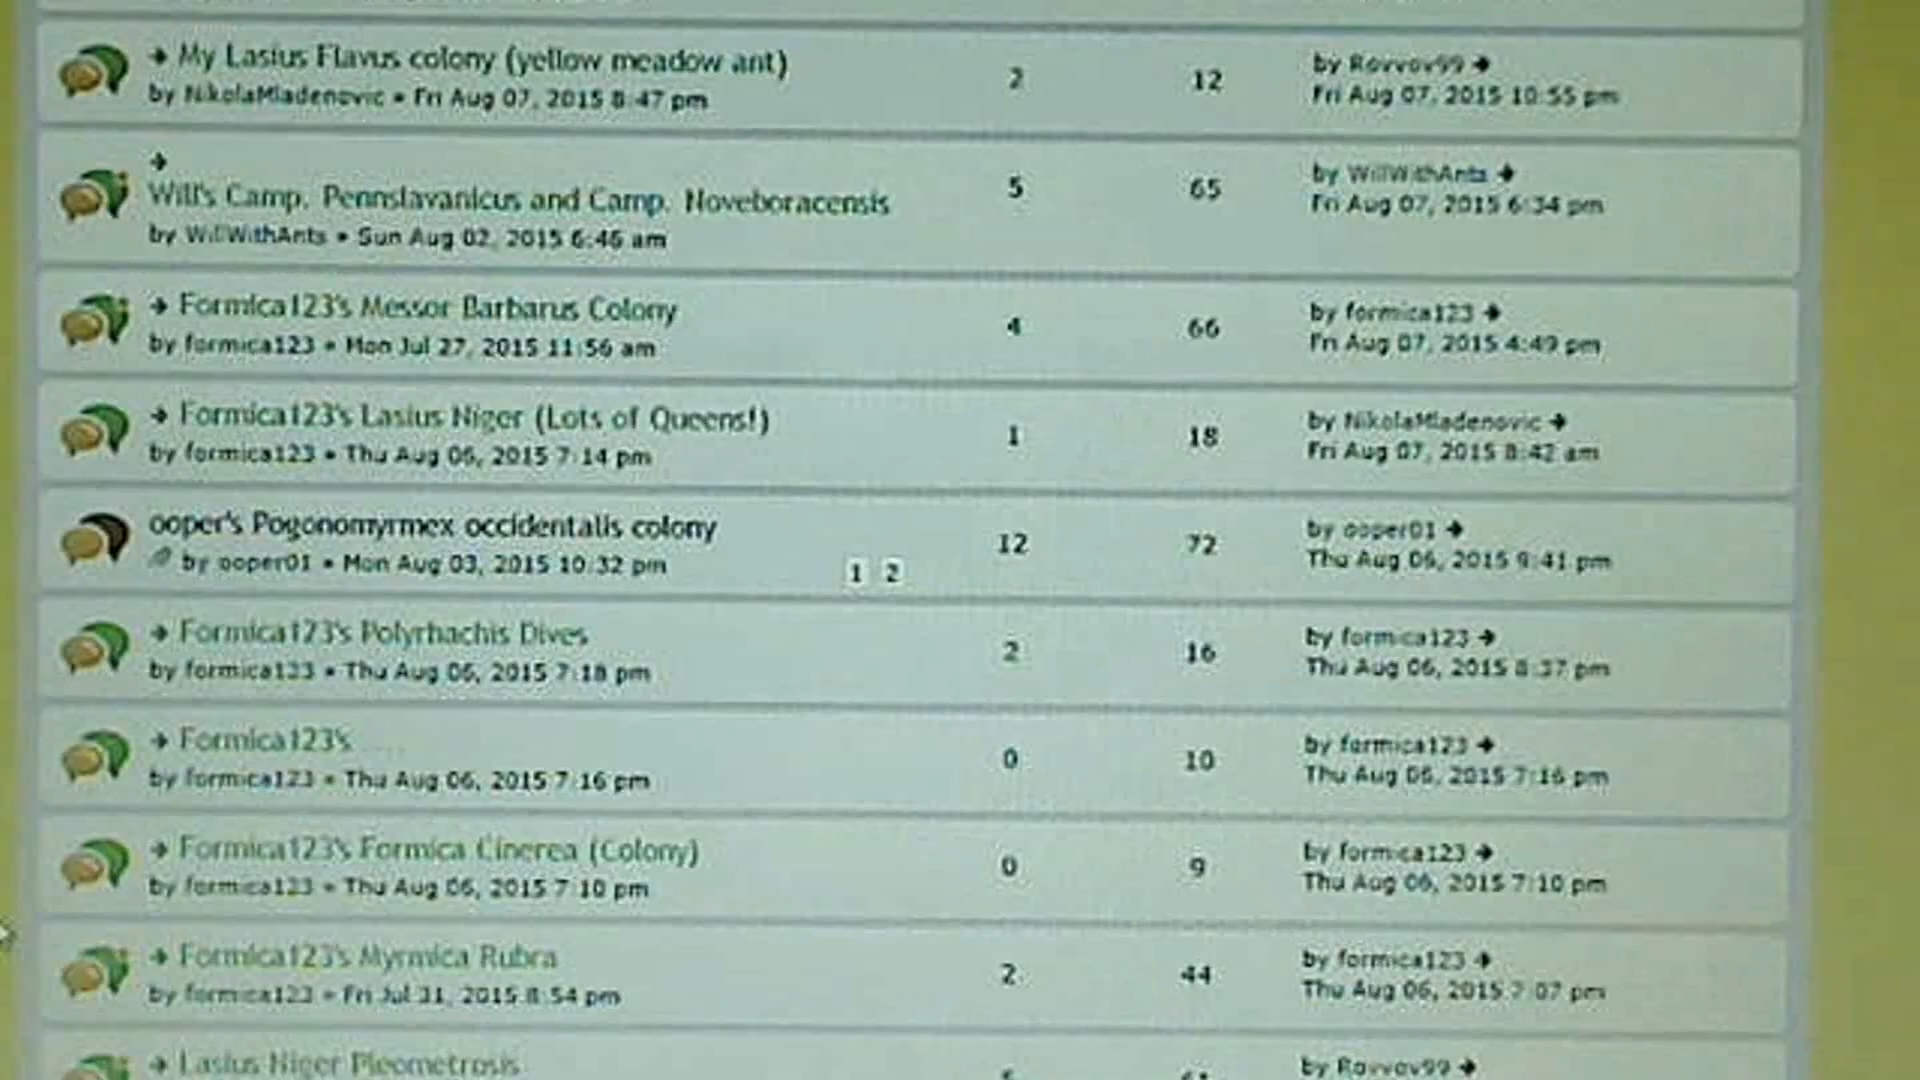 My Lasius Flavus colony (yellow meadow ant)
by NikolaMladenovic • Fri Aug 07, 2015 8:47 pm
2
12
by Rovvov99
Fri Aug 07, 2015 10:55 pm
Will's Camp. Pennslavanicus and Camp. Noveboracensis
by WillWithAnts • Sun Aug 02, 2015 6:46 am
5
65
by WillWithAnts
Fri Aug 07, 2015 6:34 pm
Formica123's Messor Barbarus Colony
by formica123 • Mon Jul 27, 2015 11:56 am
4
66
by formica123
Fri Aug 07, 2015 4:49 pm
Formica123's Lasius Niger (Lots of Queens!)
by formica123 • Thu Aug 06, 2015 7:14 pm
1
18
by NikolaMladenovic
Fri Aug 07, 2015 8:42 am
ooper's Pogonomyrmex occidentalis colony
by ooper01 • Mon Aug 03, 2015 10:32 pm
1 2
12
72
by ooper01
Thu Aug 06, 2015 9:41 pm
Formica123's Polyrhachis Dives
by formica123 • Thu Aug 06, 2015 7:18 pm
2
16
by formica123
Thu Aug 06, 2015 8:37 pm
Formica123's
by formica123 • Thu Aug 06, 2015 7:16 pm
0
10
by formica123
Thu Aug 06, 2015 7:16 pm
Formica123's Formica Cinerea (Colony)
by formica123 • Thu Aug 06, 2015 7:10 pm
0
9
by formica123
Thu Aug 06, 2015 7:10 pm
Formica123's Myrmica Rubra
by formica123 • Fri Jul 31, 2015 8:54 pm
2
44
by formica123
Thu Aug 06, 2015 7:07 pm
Lasius Niger Pleometrosis
by Rovvov99